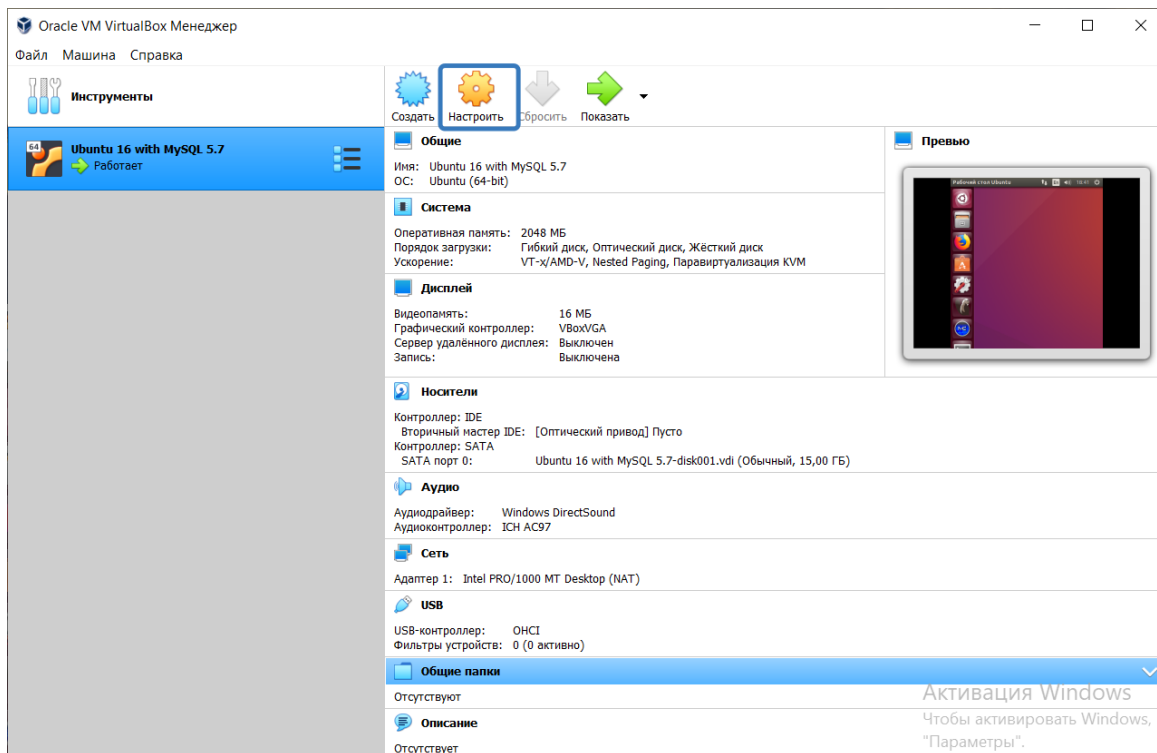 Oracle VM VirtualBox Менеджер
Файл Машина Справка
Инструменты
Создать Настроить Сбросить Показать
64
Ubuntu 16 with MySQL 5.7
Работает
Общие
Имя: Ubuntu 16 with MySQL 5.7
ОС: Ubuntu (64-bit)
Превью
Рабочий стол Ubuntu
Система
Оперативная память: 2048 МБ
Порядок загрузки: Гибкий диск, Оптический диск, Жёсткий диск
Ускорение: VT-x/AMD-V, Nested Paging, Паравиртуализация KVM
Дисплей
Видеопамять: 16 МБ
Графический контроллер: VBoxVGA
Сервер удалённого дисплея: Выключен
Запись: Выключена
Носители
Контроллер: IDE
Вторичный мастер IDE: [Оптический привод] Пусто
Контроллер: SATA
SATA порт 0: Ubuntu 16 with MySQL 5.7-disk001.vdi (Обычный, 15,00 ГБ)
Аудио
Аудиодрайвер: Windows DirectSound
Аудиоконтроллер: ICH AC97
Сеть
Адаптер 1: Intel PRO/1000 MT Desktop (NAT)
USB
USB-контроллер: OHCI
Фильтры устройств: 0 (0 активно)
Общие папки
Отсутствуют
Описание
Отсутствует
Активация Windows
Чтобы активировать Windows,
"Параметры".